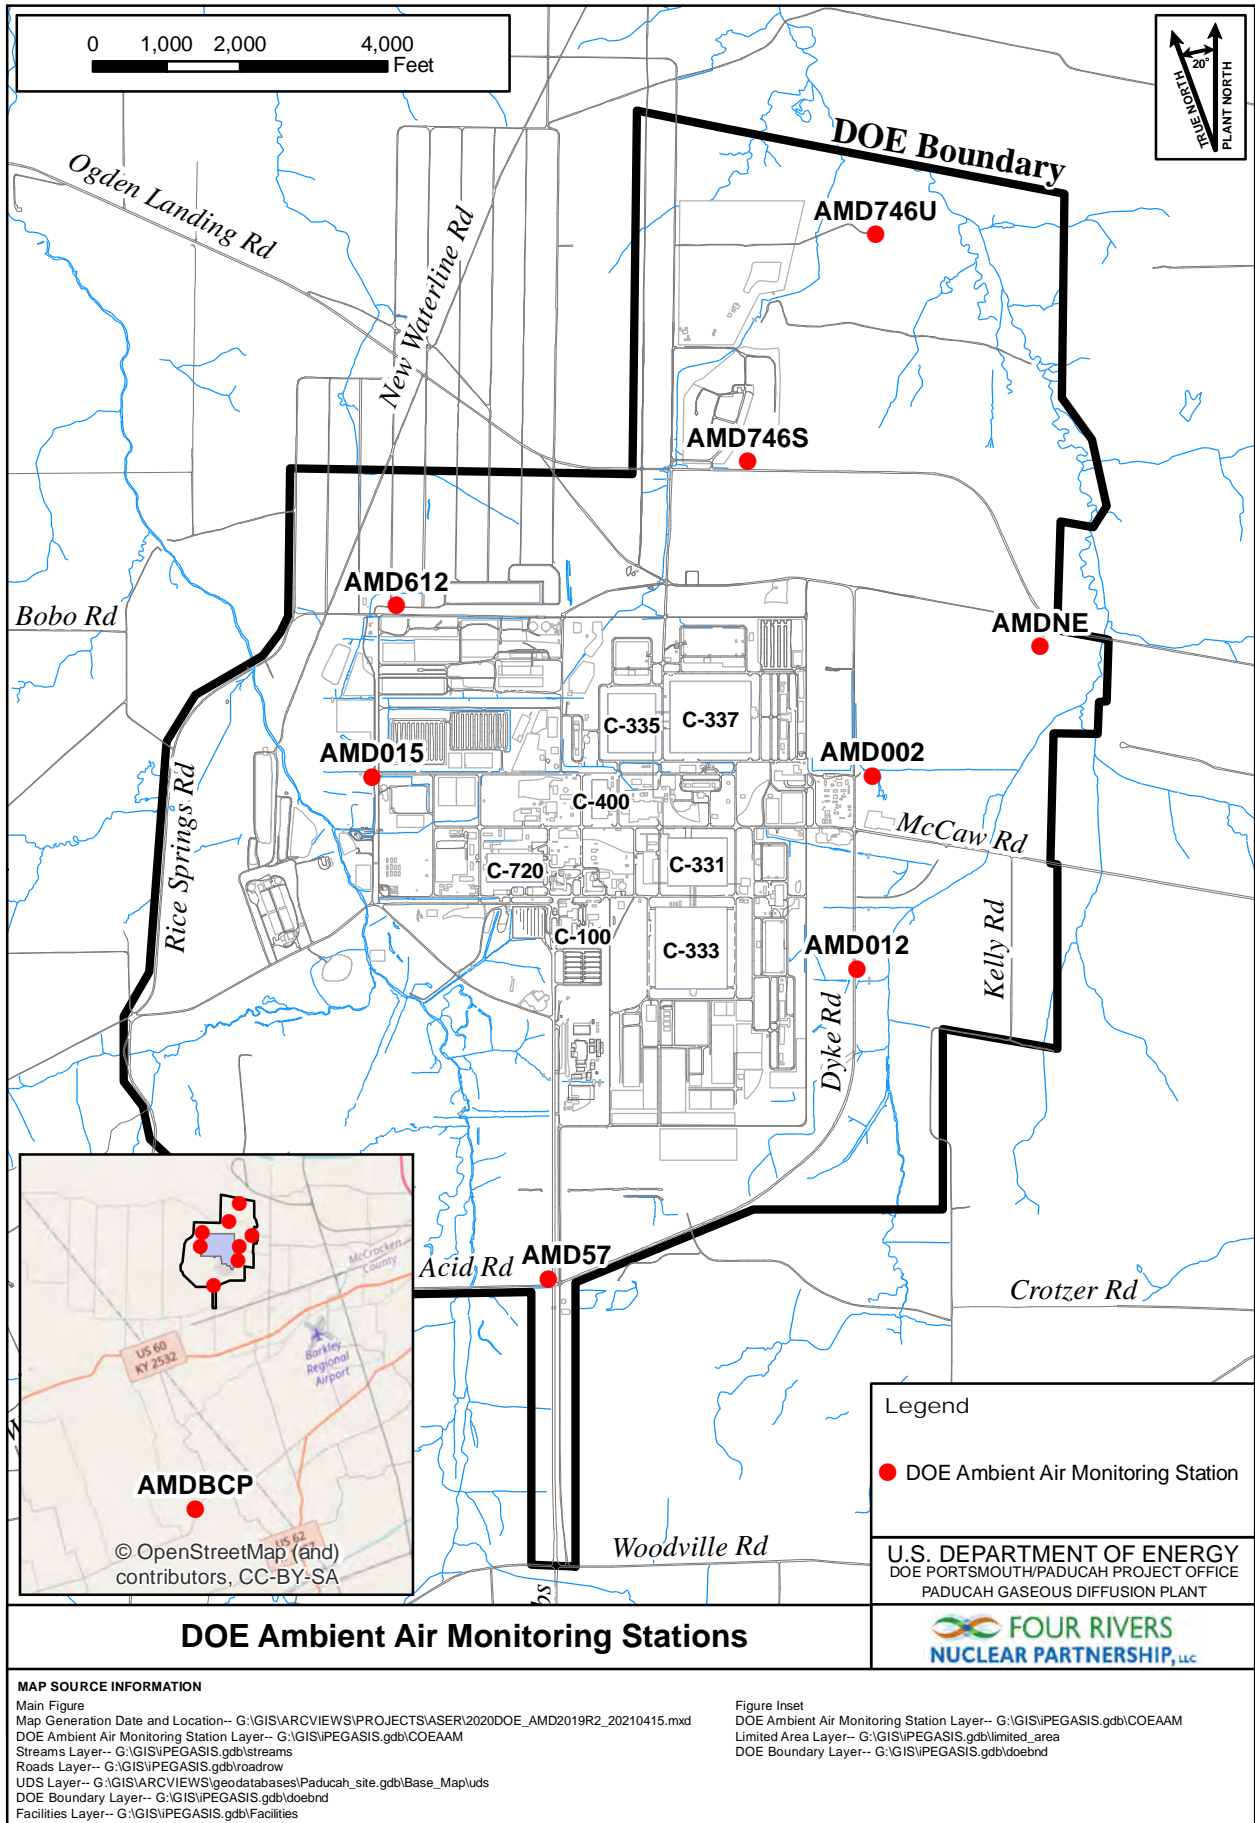 0 1,000 2,000 4,000
Feet
TRUE NORTH
20°
PLANT NORTH
DOE Boundary
Ogden Landing Rd
New Waterline Rd
AMD746U
AMD746S
AMD612
Bobo Rd
AMDNE
C-335
C-337
AMD015
AMD002
C-400
Rice Springs Rd
McCaw Rd
C-720
C-331
C-100
C-333
AMD012
Kelly Rd
Dyke Rd
AMD57
Acid Rd
Crotzer Rd
Woodville Rd
McCracken
County
US 60
KY 2532
Barkley
Regional
Airport
AMDBCP
US 62
© OpenStreetMap (and)
contributors, CC-BY-SA
Legend
DOE Ambient Air Monitoring Station
U.S. DEPARTMENT OF ENERGY
DOE PORTSMOUTH/PADUCAH PROJECT OFFICE
PADUCAH GASEOUS DIFFUSION PLANT
DOE Ambient Air Monitoring Stations
FOUR RIVERS
NUCLEAR PARTNERSHIP, LLC
MAP SOURCE INFORMATION
Main Figure
Map Generation Date and Location-- G:\GIS\ARCVIEWS\PROJECTS\ASER\2020DOE_AMD2019R2_20210415.mxd
DOE Ambient Air Monitoring Station Layer-- G:\GIS\iPEGASIS.gdb\COEAAM
Streams Layer-- G:\GIS\iPEGASIS.gdb\streams
Roads Layer-- G:\GIS\iPEGASIS.gdb\roadrow
UDS Layer-- G:\GIS\ARCVIEWS\geodatabases\Paducah_site.gdb\Base_Map\uds
DOE Boundary Layer-- G:\GIS\iPEGASIS.gdb\doebnd
Facilities Layer-- G:\GIS\iPEGASIS.gdb\Facilities
Figure Inset
DOE Ambient Air Monitoring Station Layer-- G:\GIS\iPEGASIS.gdb\COEAAM
Limited Area Layer-- G:\GIS\iPEGASIS.gdb\limited_area
DOE Boundary Layer-- G:\GIS\iPEGASIS.gdb\doebnd